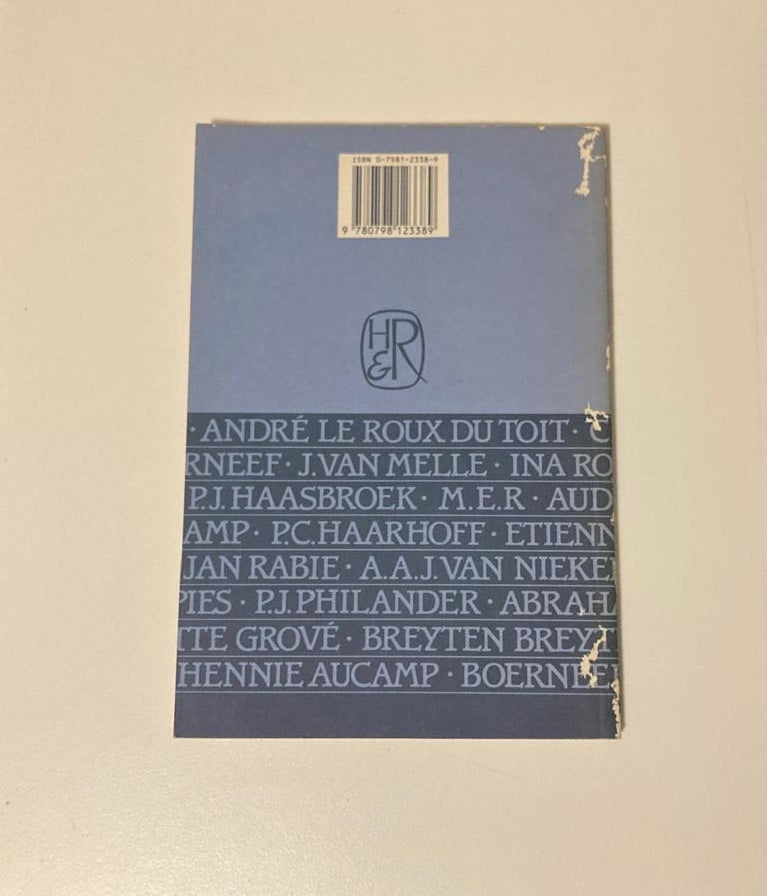 ISBN 0-7981-2338-9
9 780798 123389
H
&R
· ANDRÉ LE ROUX DU TOIT · C
RNEEF · J. VAN MELLE · INA RO
P.J. HAASBROEK · M.E.R · AUD
AMP · P.C. HAARHOFF · ETIENN
JAN RABIE · A.A.J. VAN NIEKE
PIES · P.J. PHILANDER · ABRAHA
TTE GROVÉ · BREYTEN BREYT
HENNIE AUCAMP · BOERNEE